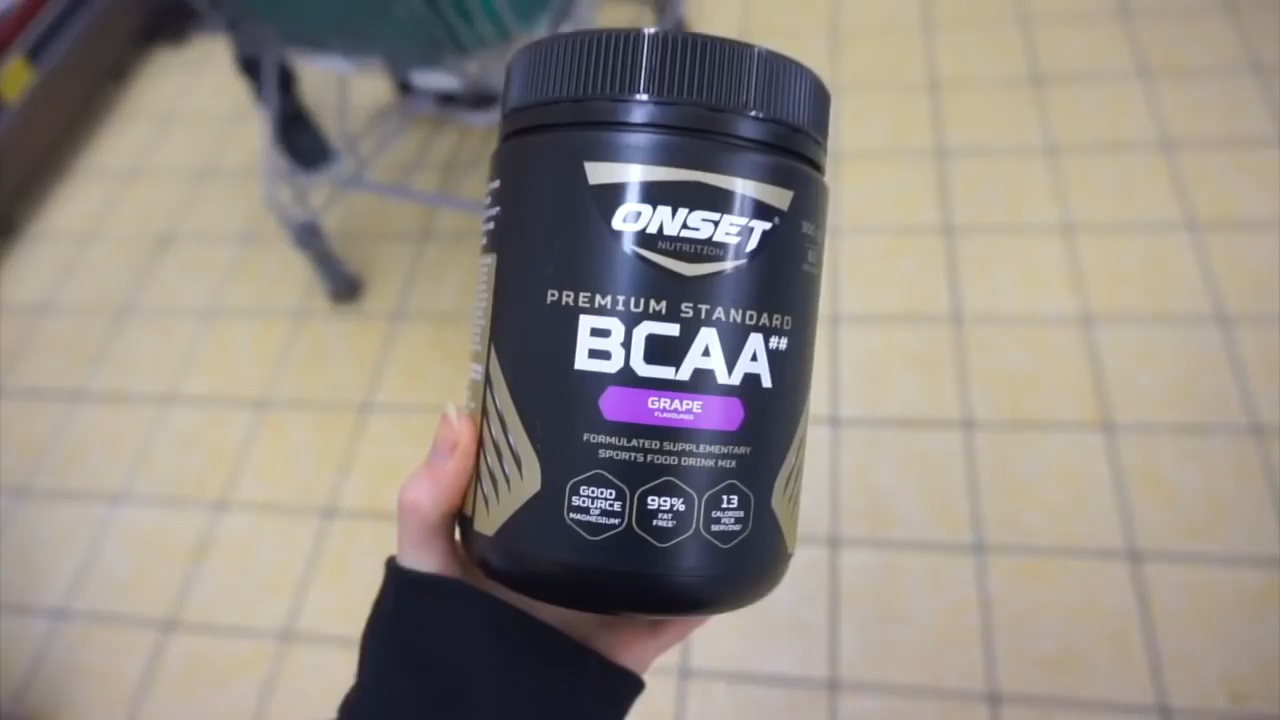 ONSET®
NUTRITION
PREMIUM STANDARD
BCAA##
GRAPE
FLAVOURED
FORMULATED SUPPLEMENTARY
SPORTS FOOD DRINK MIX
GOOD
SOURCE
OF
MAGNESIUM†
99%
FAT
FREE†
13
CALORIES
PER
SERVING†